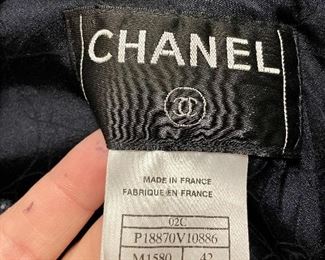 CHANEL
MADE IN FRANCE
FABRIQUE EN FRANCE
02C
P18870V10886
M1580 42